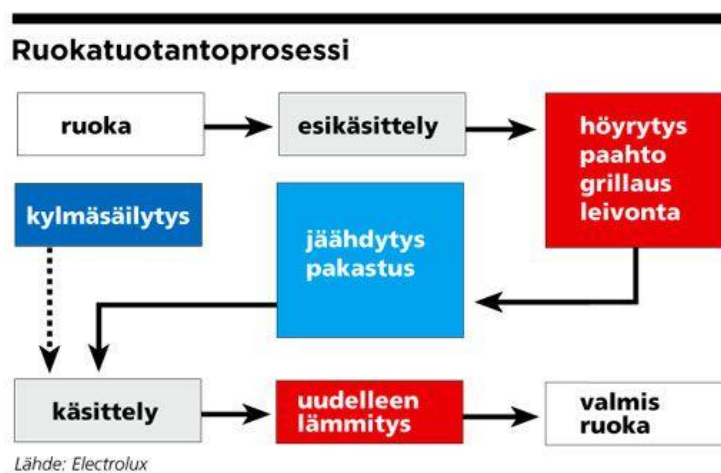 Ruokatuotantoprosessi
ruoka
esikäsittely
höyrytys
paahto
grillaus
leivonta
kylmäsäilytys
jäähdytys
pakastus
käsittely
uudelleen
lämmitys
valmis
ruoka
Lähde: Electrolux